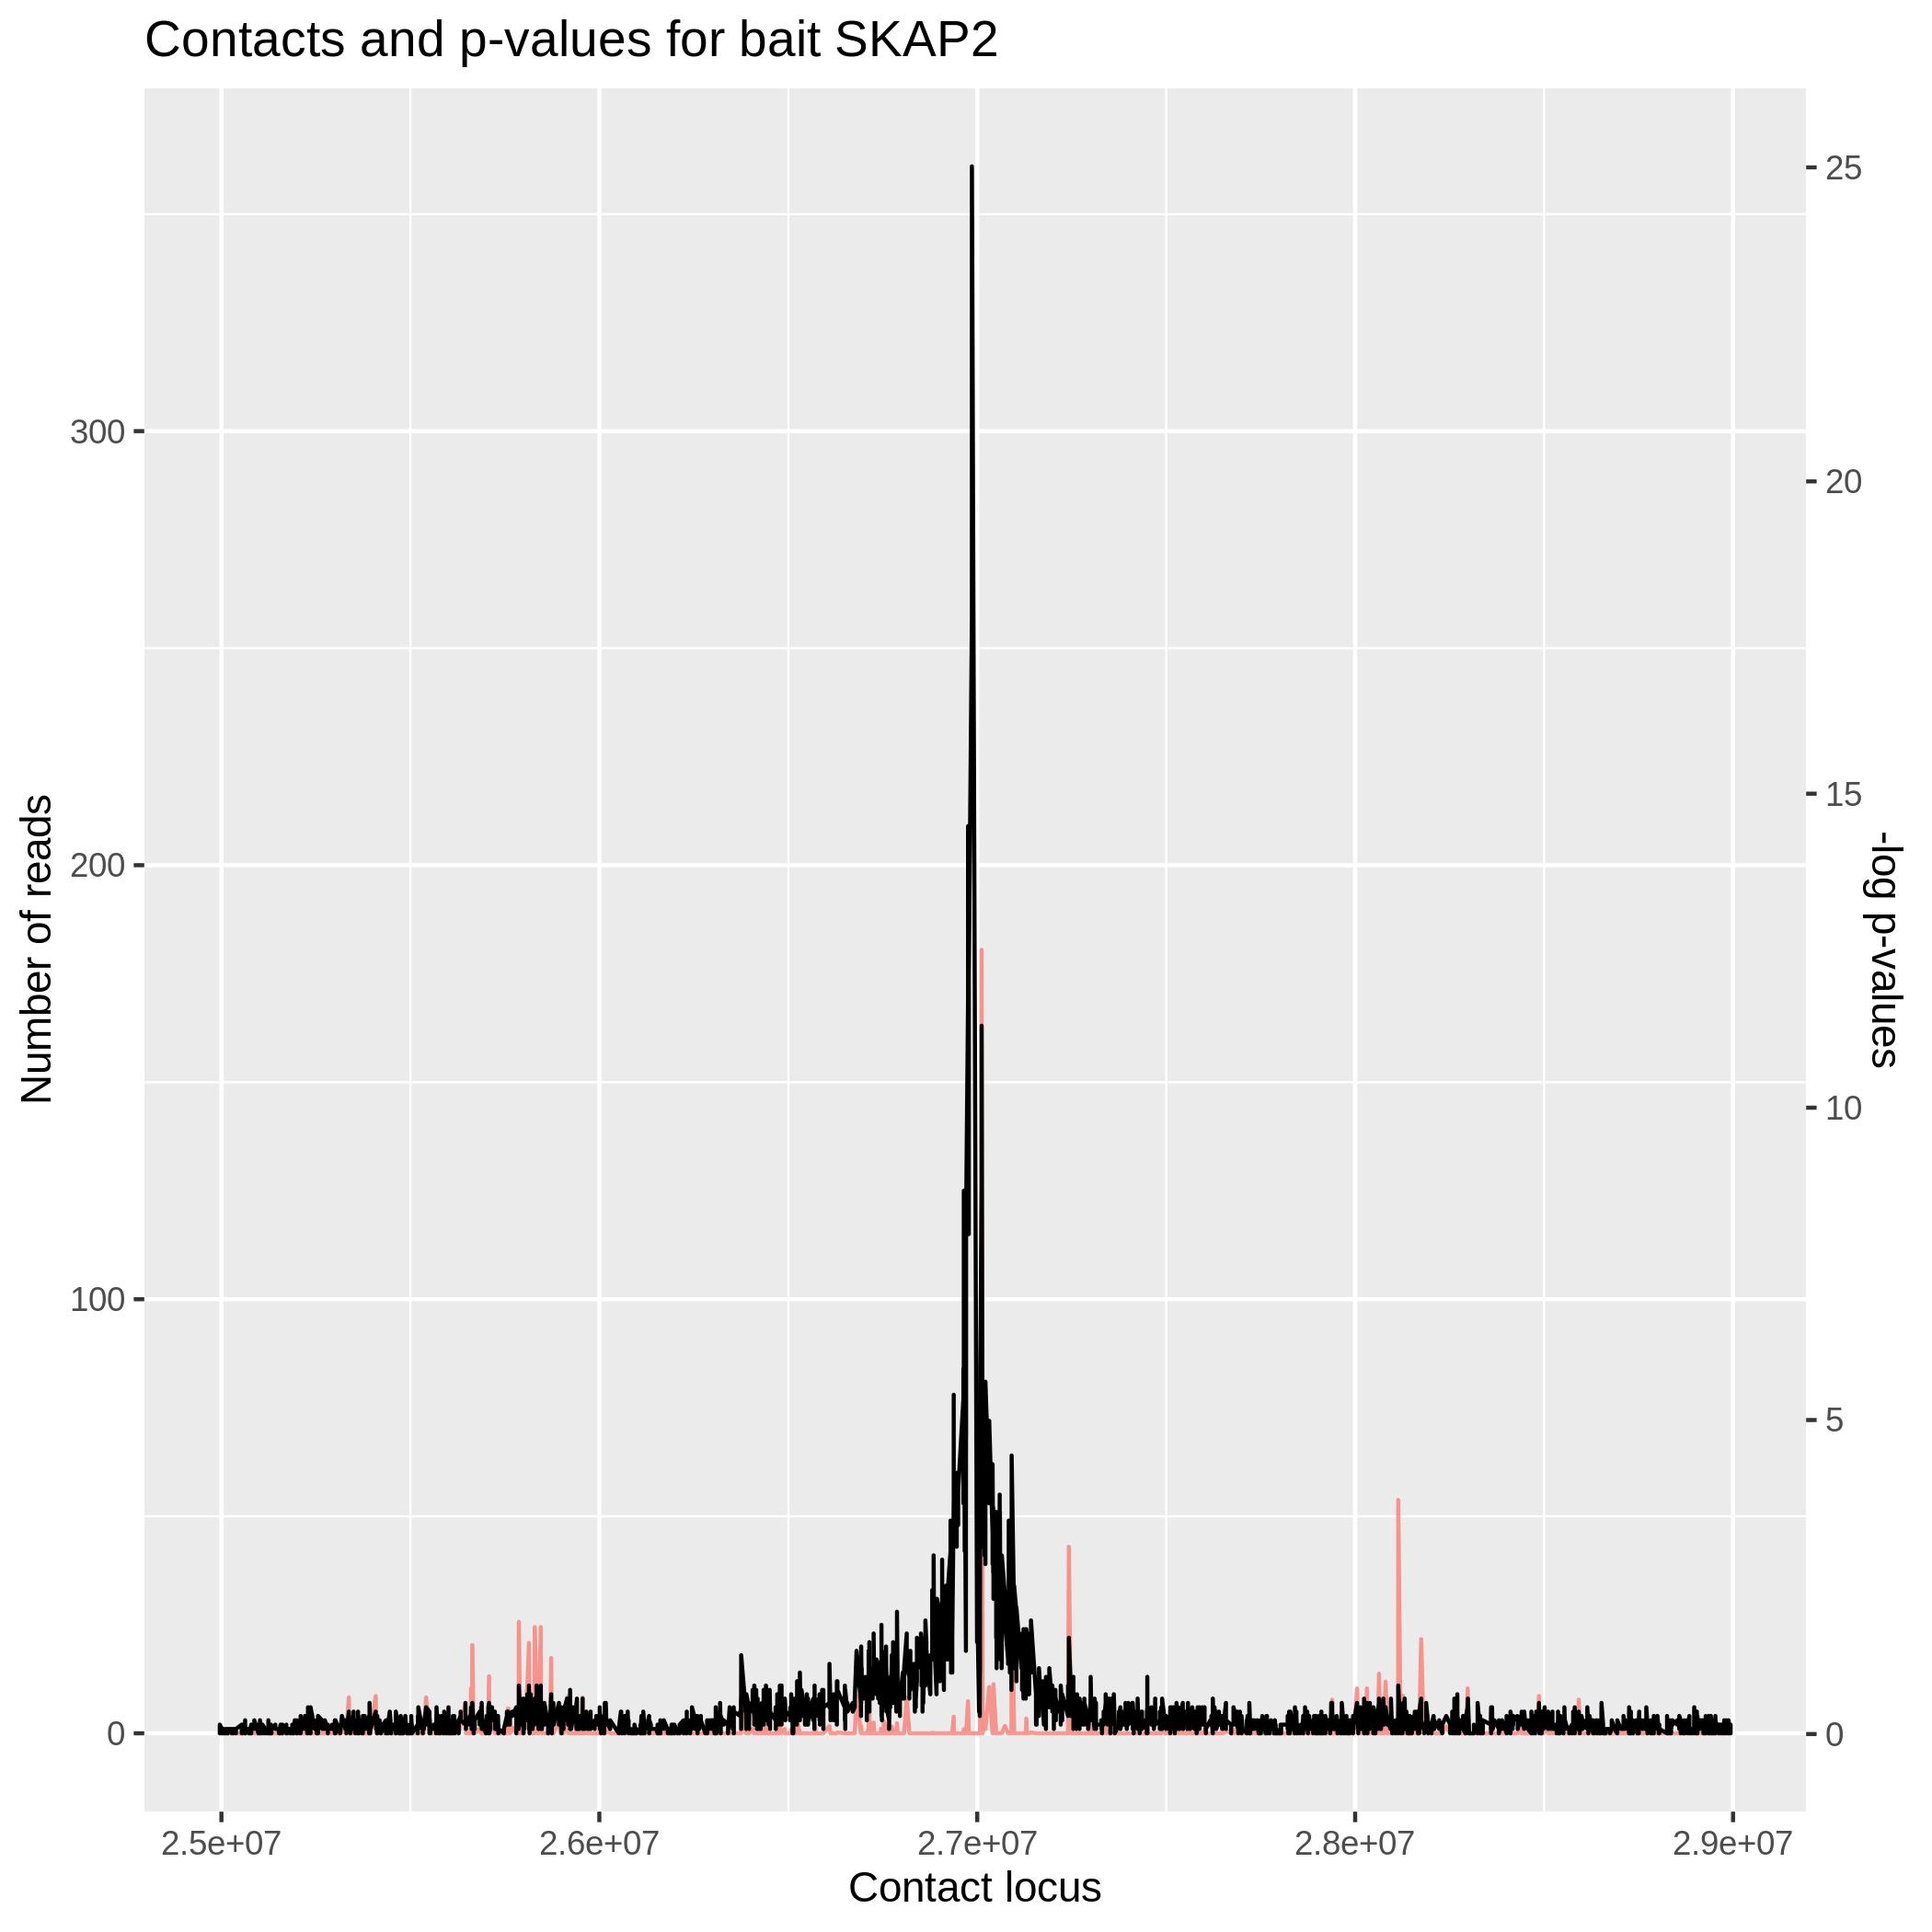 Contacts and p-values for bait SKAP2
25
300
20
15
200
10
100
5
0
0
Number of reads
-log p-values
2.5e+07
2.6e+07
2.7e+07
2.8e+07
2.9e+07
Contact locus